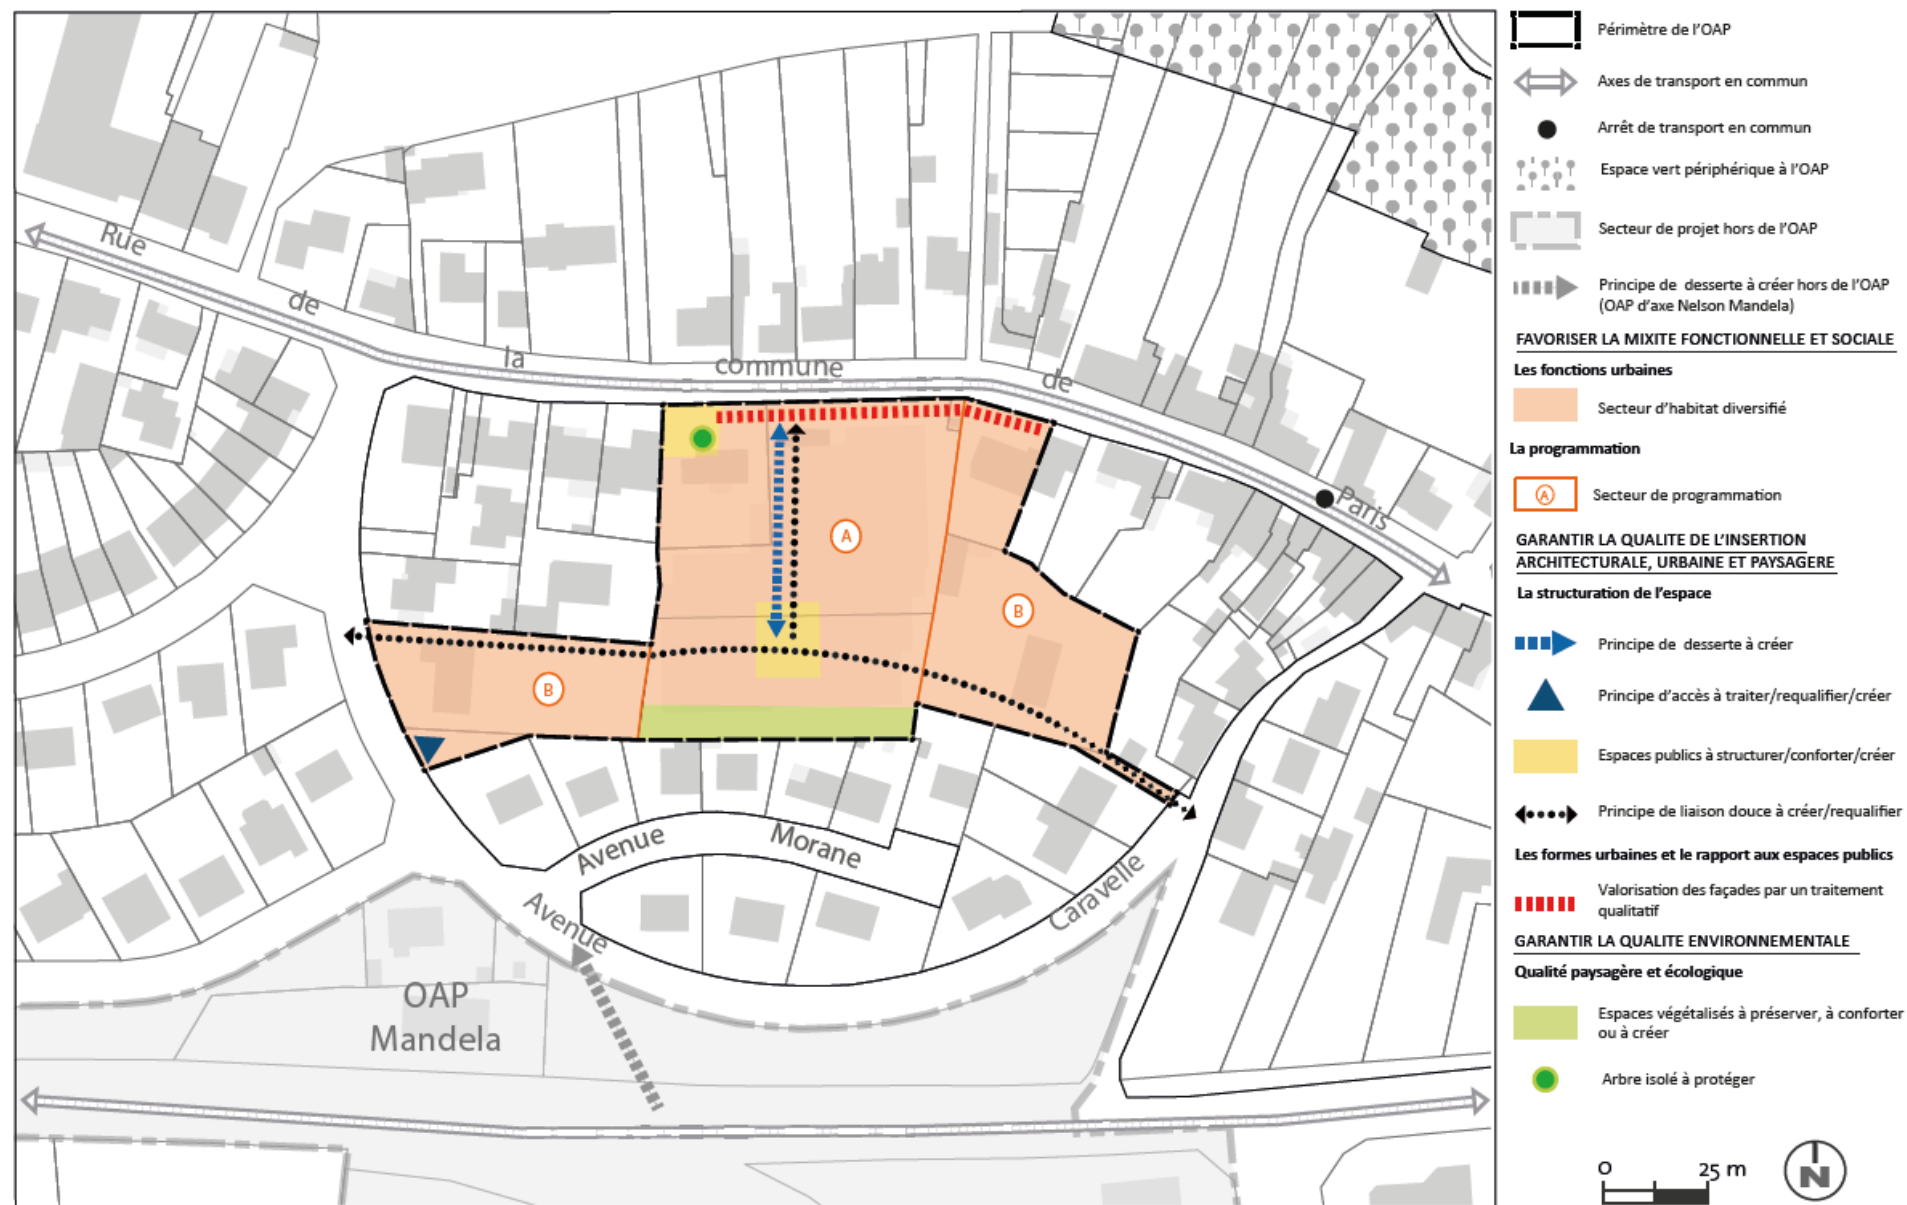 Rue
de
la
commune
de
Paris
A
B
B
Avenue
Morane
Avenue
Caravelle
OAP
Mandela
Périmètre de l'OAP
Axes de transport en commun
Arrêt de transport en commun
Espace vert périphérique à l'OAP
Secteur de projet hors de l'OAP
Principe de desserte à créer hors de l'OAP
(OAP d'axe Nelson Mandela)
FAVORISER LA MIXITE FONCTIONNELLE ET SOCIALE
Les fonctions urbaines
Secteur d'habitat diversifié
La programmation
A
Secteur de programmation
GARANTIR LA QUALITE DE L'INSERTION
ARCHITECTURALE, URBAINE ET PAYSAGERE
La structuration de l'espace
Principe de desserte à créer
Principe d'accès à traiter/requalifier/créer
Espaces publics à structurer/conforter/créer
Principe de liaison douce à créer/requalifier
Les formes urbaines et le rapport aux espaces publics
Valorisation des façades par un traitement
qualitatif
GARANTIR LA QUALITE ENVIRONNEMENTALE
Qualité paysagère et écologique
Espaces végétalisés à préserver, à conforter
ou à créer
Arbre isolé à protéger
0 25 m
N